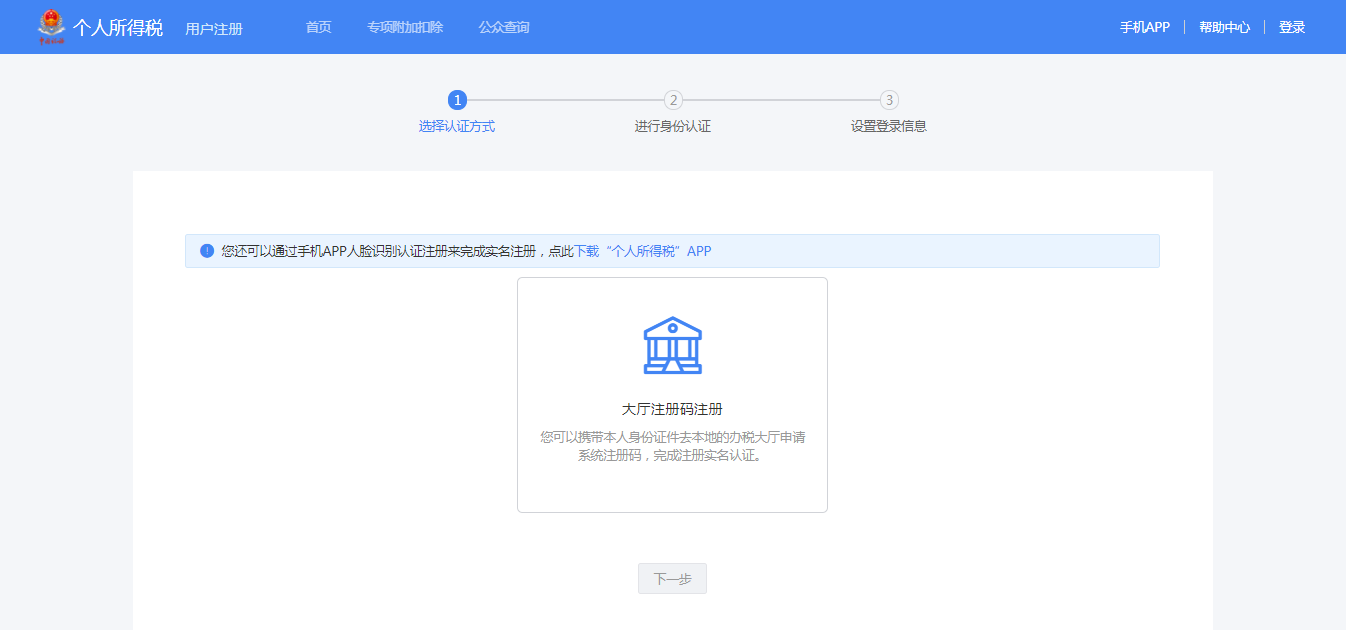 个人所得税 用户注册 首页 专项附加扣除 公众查询 手机APP 帮助中心 登录
1 2 3
选择认证方式 进行身份认证 设置登录信息
您还可以通过手机APP人脸识别认证注册来完成实名注册，点此下载“个人所得税”APP
大厅注册码注册
您可以携带本人身份证件去本地的办税大厅申请
系统注册码，完成注册实名认证。
下一步